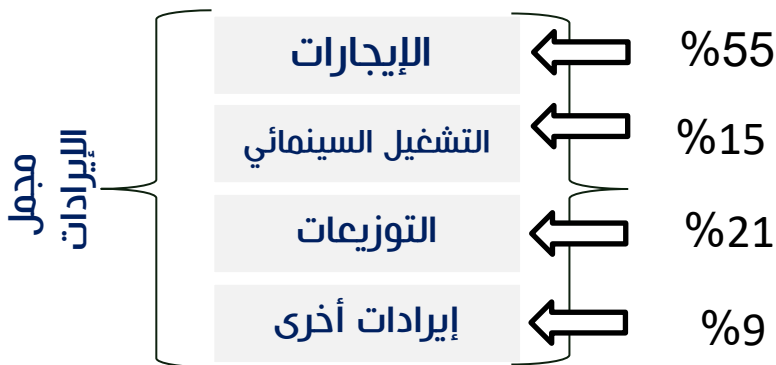 مجمل
الإيرادات
الإيجارات
%55
التشغيل السينمائي
%15
التوزيعات
%21
إيرادات أخرى
%9